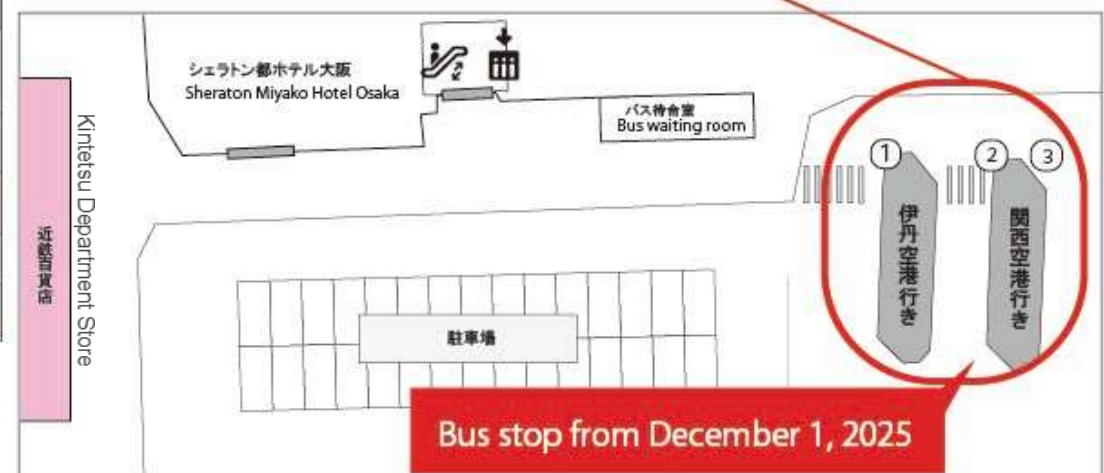 シェラトン都ホテル大阪
Sheraton Miyako Hotel Osaka
バス待合室
Bus waiting room
近鉄百貨店
Kintetsu Department Store
1
2
3
伊丹空港行き
関西空港行き
駐車場
Bus stop from December 1, 2025